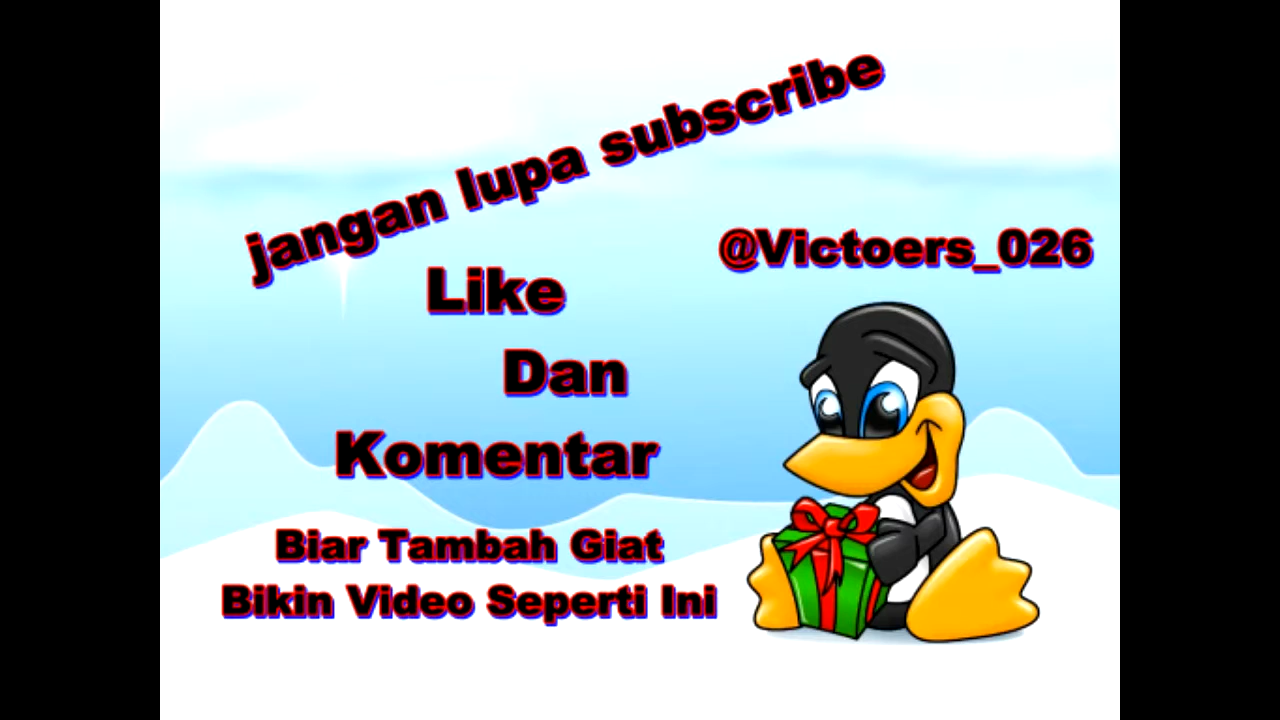 jangan lupa subscribe
@Victoers_026
Like
Dan
Komentar
Biar Tambah Giat
Bikin Video Seperti Ini